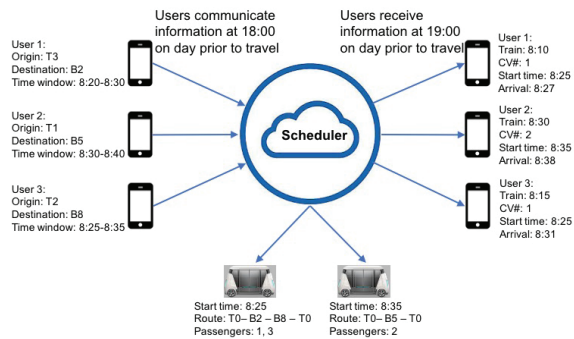 Users communicate
information at 18:00
on day prior to travel
Users receive
information at 19:00
on day prior to travel
User 1:
Origin: T3
Destination: B2
Time window: 8:20-8:30
User 2:
Origin: T1
Destination: B5
Time window: 8:30-8:40
User 3:
Origin: T2
Destination: B8
Time window: 8:25-8:35
Scheduler
User 1:
Train: 8:10
CV#: 1
Start time: 8:25
Arrival: 8:27
User 2:
Train: 8:30
CV#: 2
Start time: 8:35
Arrival: 8:38
User 3:
Train: 8:15
CV#: 1
Start time: 8:25
Arrival: 8:31
Start time: 8:25
Route: T0– B2 – B8 – T0
Passengers: 1, 3
Start time: 8:35
Route: T0– B5 – T0
Passengers: 2